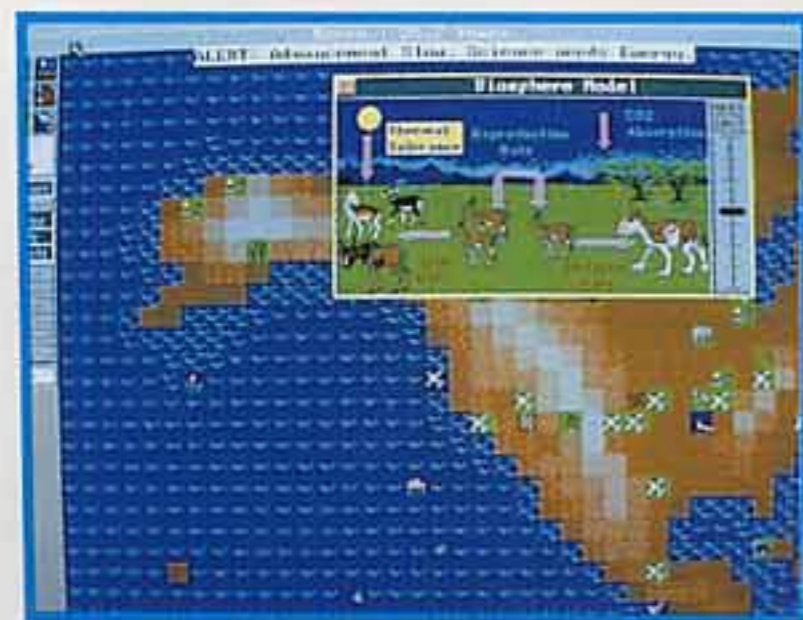 ALERT: Advancement Slow. Science needs Energy
Biosphere Model
Thermal
Tolerance
Reproduction
Rate
CO2
Absorption